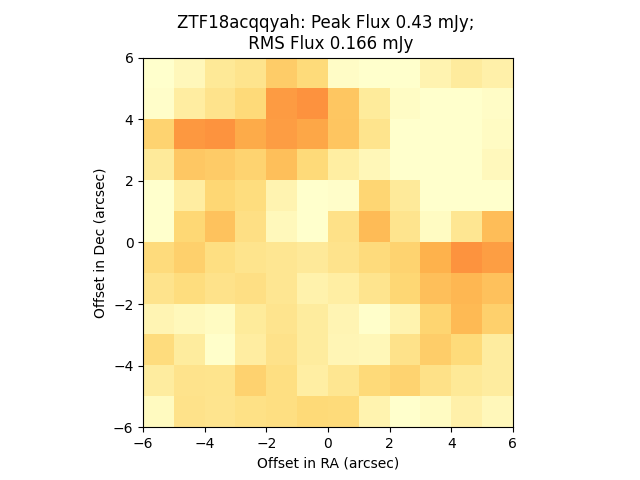 ZTF18acqqyah: Peak Flux 0.43 mJy;
RMS Flux 0.166 mJy
6
4
2
0
−2
−4
−6
Offset in Dec (arcsec)
−6 −4 −2 0 2 4 6
Offset in RA (arcsec)